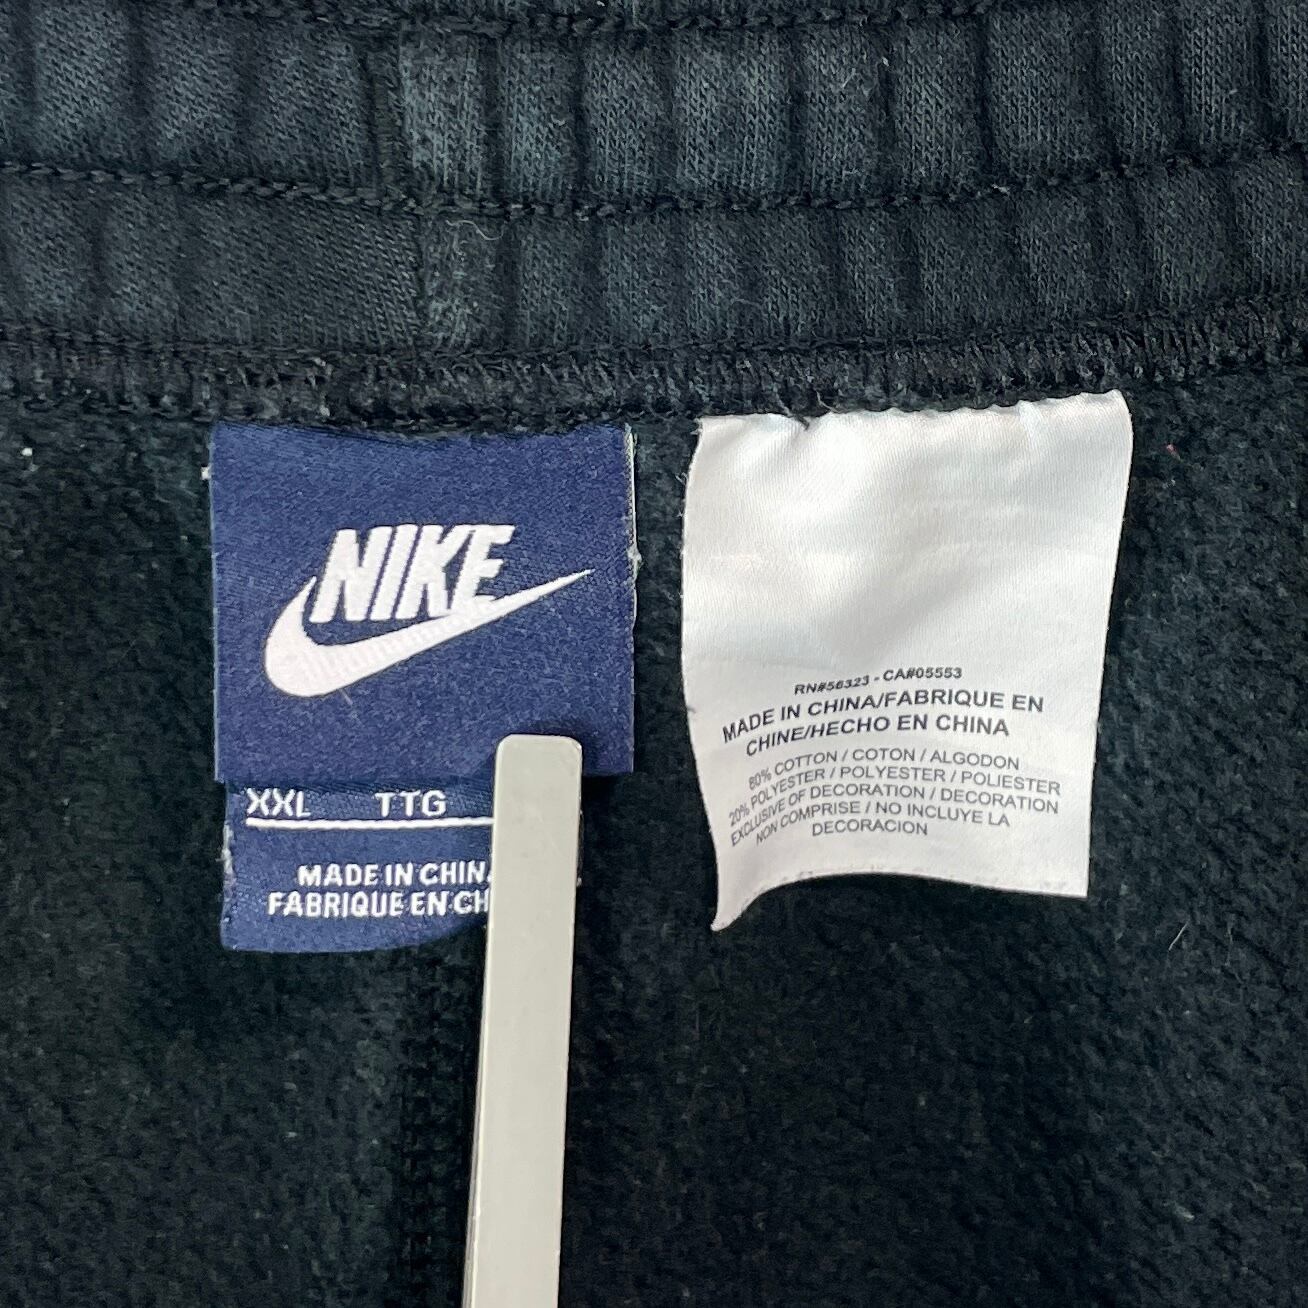 NIKE
XXL TTG
MADE IN CHIN
FABRIQUE EN CH
RN#56323 - CA#05553
MADE IN CHINA/FABRIQUE EN
CHINE/HECHO EN CHINA
80% COTTON / COTON / ALGODON
20% POLYESTER / POLYESTER / POLIESTER
EXCLUSIVE OF DECORATION / DECORATION
NON COMPRISE / NO INCLUYE LA
DECORACION